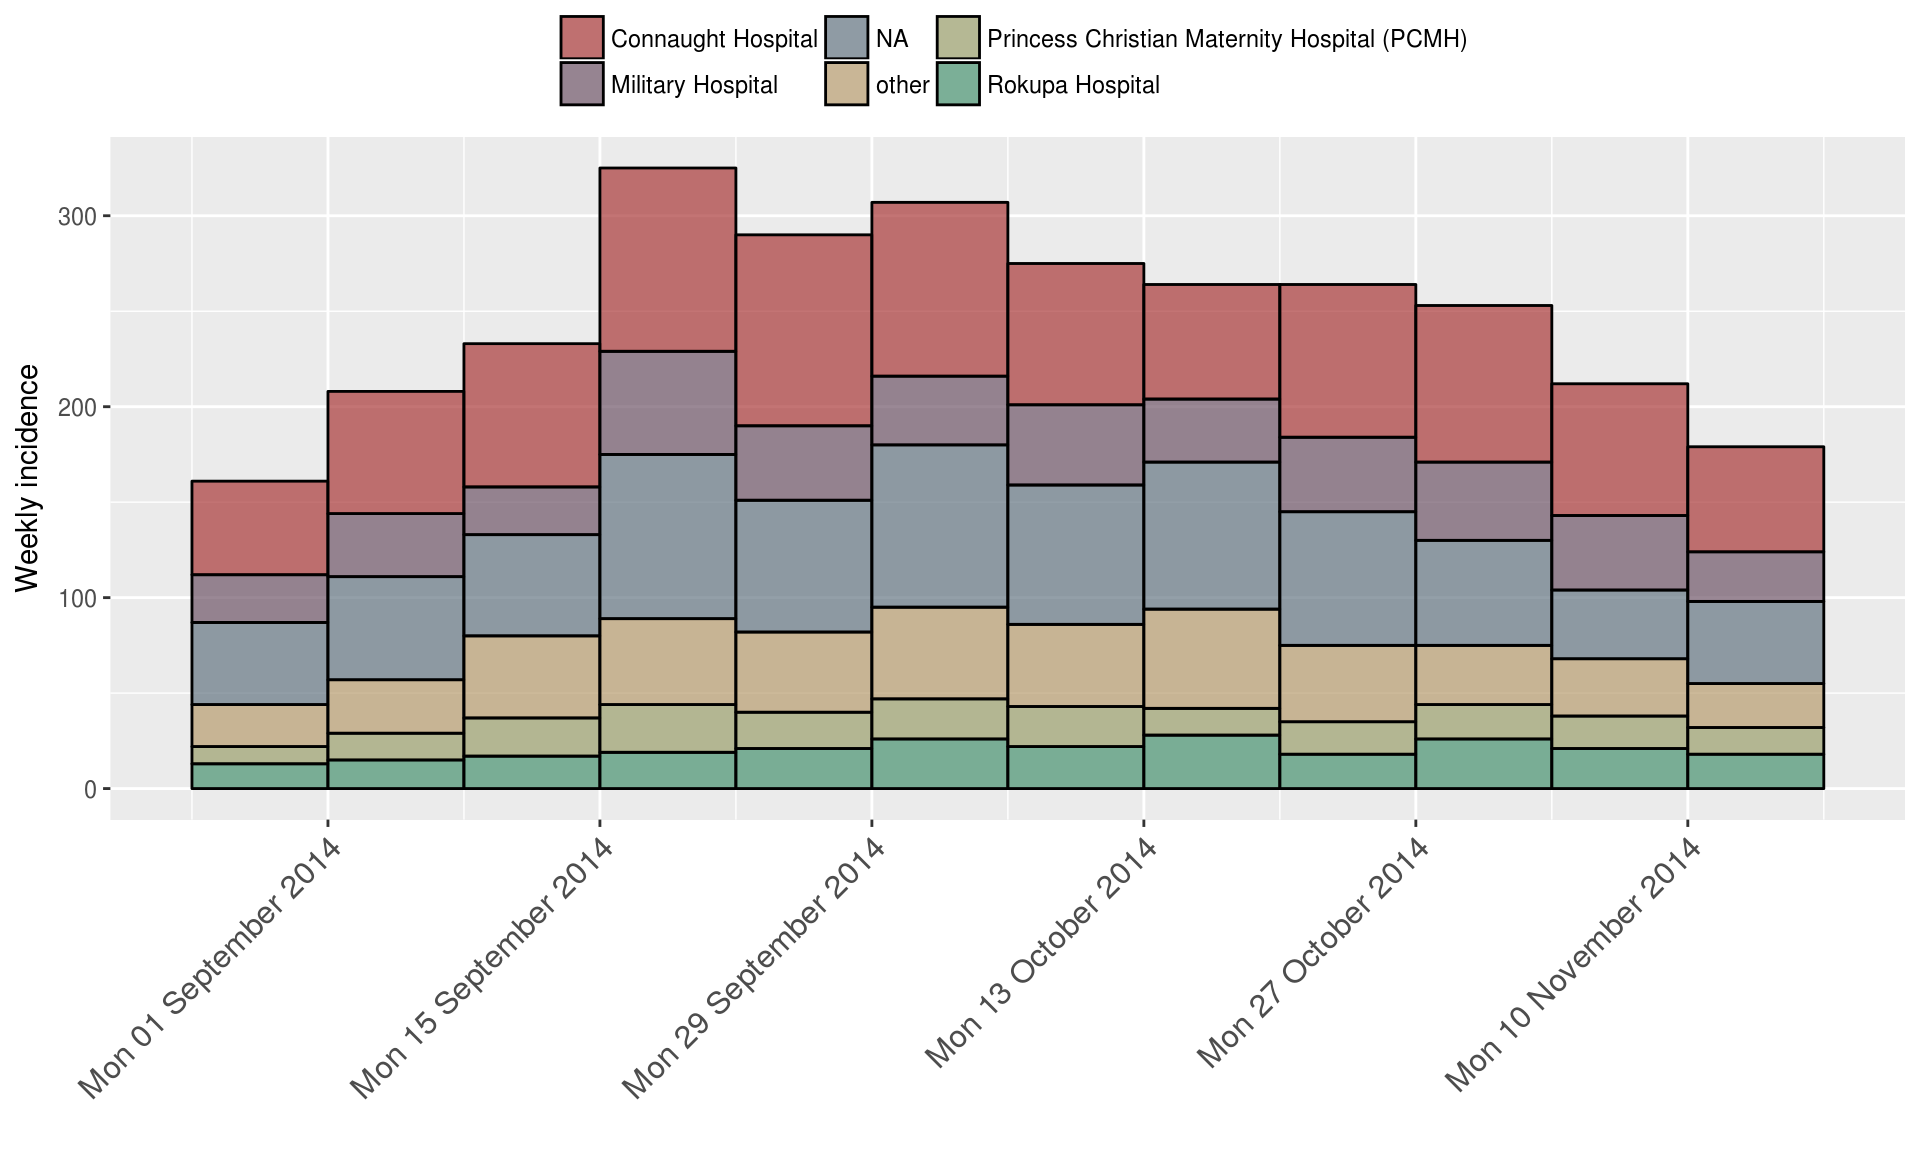 Connaught Hospital NA Princess Christian Maternity Hospital (PCMH)
Military Hospital other Rokupa Hospital
Weekly incidence
300
200
100
0
Mon 01 September 2014
Mon 15 September 2014
Mon 29 September 2014
Mon 13 October 2014
Mon 27 October 2014
Mon 10 November 2014